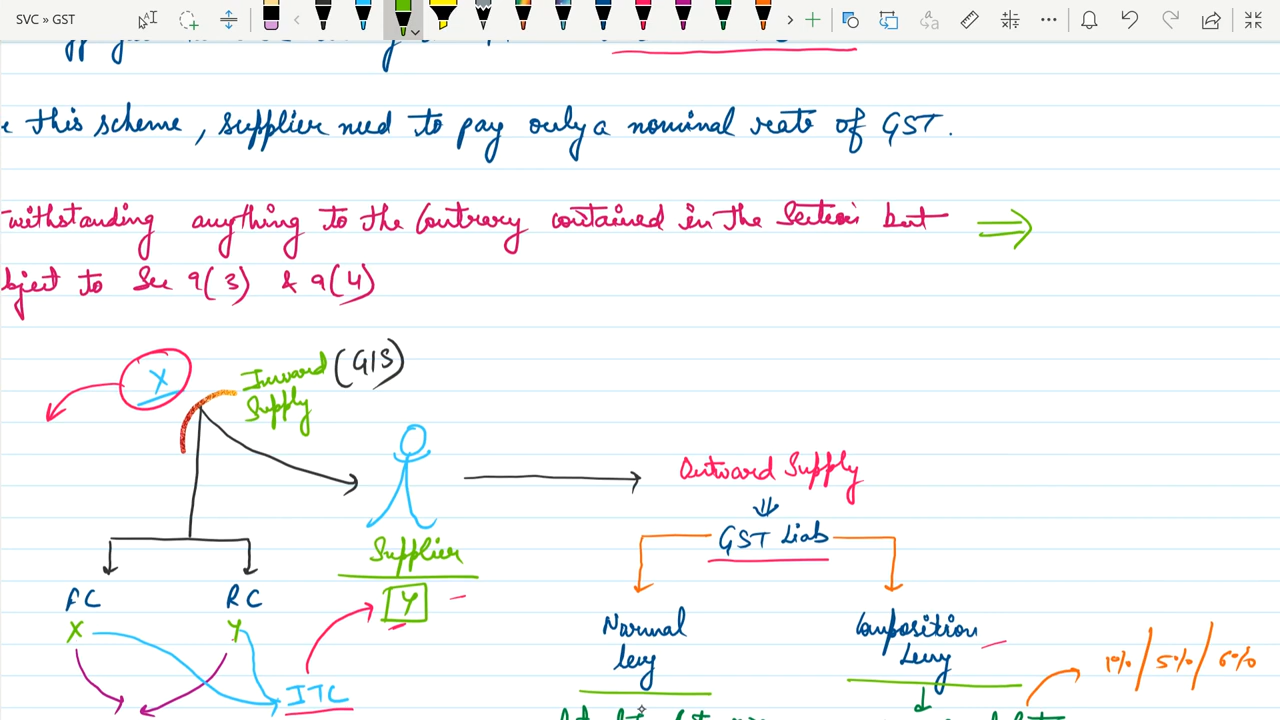 SVC » GST
e this scheme, supplier need to pay only a nominal rate of GST.
-withstanding anything to the contrary contained in the Section but
bject to Sec 9(3) & 9(4)
X
Inward (G/S)
Supply
Outward Supply
GST Liab
Supplier
Y
FC RC
X Y
ITC
Normal
levy
Composition
Levy
1% / 5% / 6%